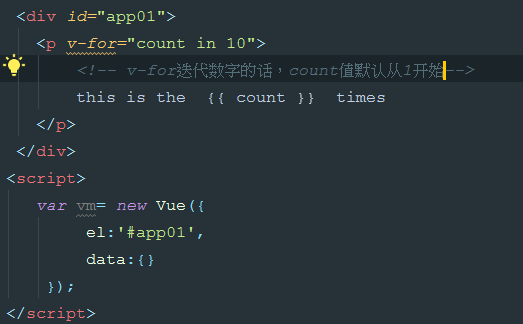 <div id="app01">
<p v-for="count in 10">
<!-- v-for迭代数字的话，count值默认从1开始-->
this is the {{ count }} times
</p>
</div>
<script>
var vm= new Vue({
el:'#app01',
data:{}
});
</script>